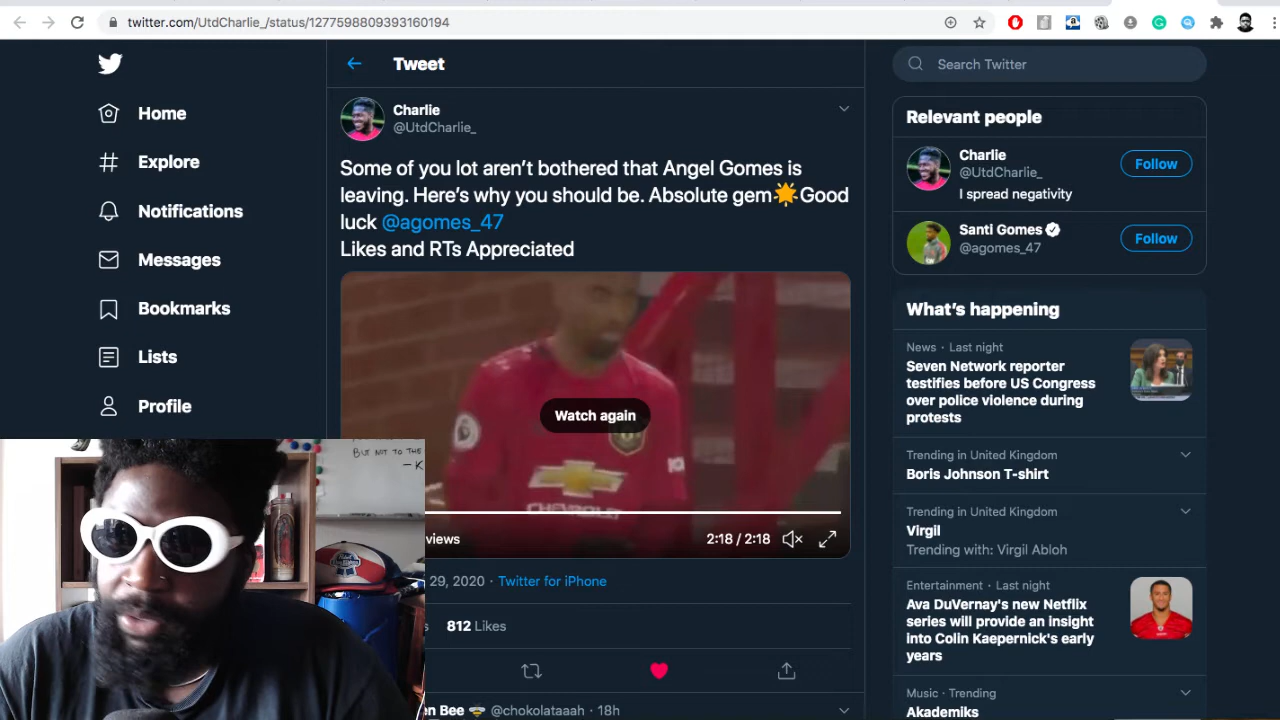 twitter.com/UtdCharlie_/status/1277598809393160194
Tweet
Search Twitter
Home
Explore
Notifications
Messages
Bookmarks
Lists
Profile
Charlie
@UtdCharlie_
Some of you lot aren't bothered that Angel Gomes is
leaving. Here's why you should be. Absolute gem🌟Good
luck @agomes_47
Likes and RTs Appreciated
Watch again
CHEVROLET
views
2:18 / 2:18
29, 2020 · Twitter for iPhone
812 Likes
en Bee 🐝 @chokolataaah · 18h
BUT NOT TO THE
Relevant people
Charlie
@UtdCharlie_
I spread negativity
Follow
Santi Gomes
@agomes_47
Follow
What's happening
News · Last night
Seven Network reporter
testifies before US Congress
over police violence during
protests
Trending in United Kingdom
Boris Johnson T-shirt
Trending in United Kingdom
Virgil
Trending with: Virgil Abloh
Entertainment · Last night
Ava DuVernay's new Netflix
series will provide an insight
into Colin Kaepernick's early
years
Music · Trending
Akademiks